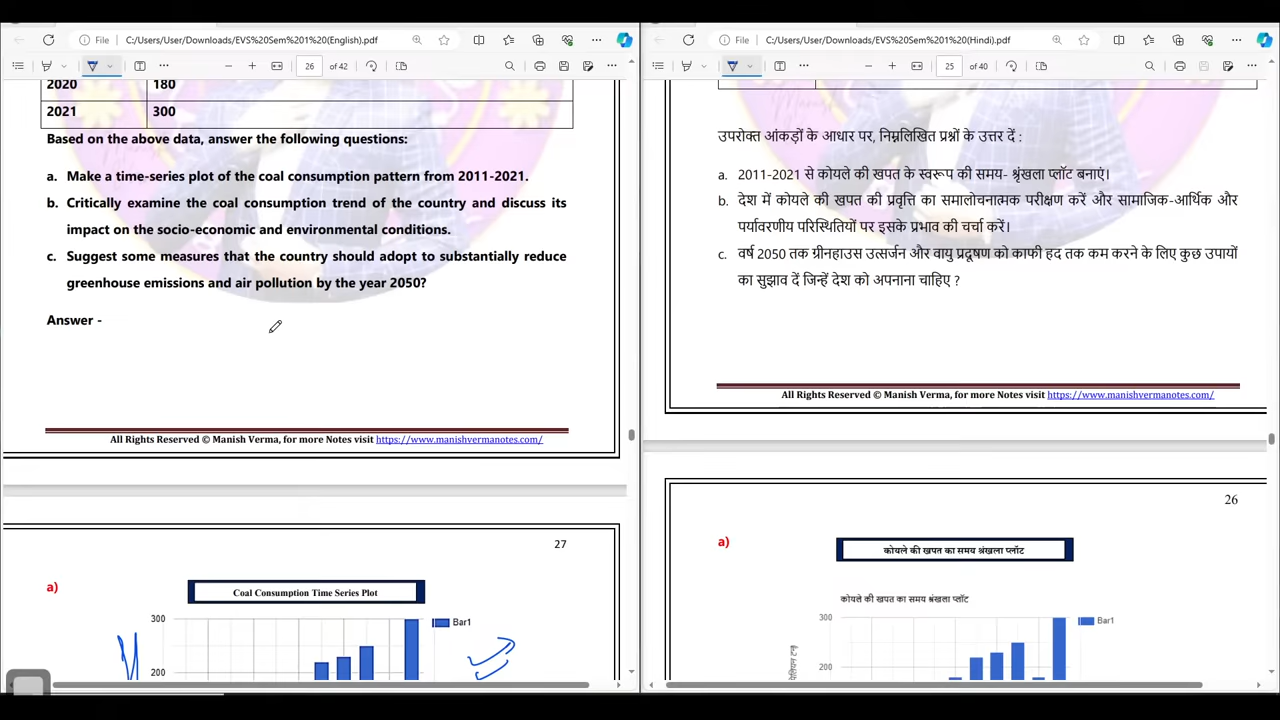 File C:/Users/User/Downloads/EVS%20Sem%201%20(English).pdf
26 of 42
2020 180
2021 300
Based on the above data, answer the following questions:
a. Make a time-series plot of the coal consumption pattern from 2011-2021.
b. Critically examine the coal consumption trend of the country and discuss its
impact on the socio-economic and environmental conditions.
c. Suggest some measures that the country should adopt to substantially reduce
greenhouse emissions and air pollution by the year 2050?
Answer -
All Rights Reserved © Manish Verma, for more Notes visit https://www.manishvermanotes.com/
27
a)
Coal Consumption Time Series Plot
300
Bar1
200
File C:/Users/User/Downloads/EVS%20Sem%201%20(Hindi).pdf
25 of 40
उपरोक्त आंकड़ों के आधार पर, निम्नलिखित प्रश्नों के उत्तर दें :
a. 2011-2021 से कोयले की खपत के स्वरूप की समय- श्रृंखला प्लॉट बनाएं।
b. देश में कोयले की खपत की प्रवृत्ति का समालोचनात्मक परीक्षण करें और सामाजिक-आर्थिक और
पर्यावरणीय परिस्थितियों पर इसके प्रभाव की चर्चा करें।
c. वर्ष 2050 तक ग्रीनहाउस उत्सर्जन और वायु प्रदूषण को काफी हद तक कम करने के लिए कुछ उपायों
का सुझाव दें जिन्हें देश को अपनाना चाहिए ?
All Rights Reserved © Manish Verma, for more Notes visit https://www.manishvermanotes.com/
26
a)
कोयले की खपत का समय श्रंखला प्लॉट
कोयले की खपत का समय श्रंखला प्लॉट
300
Bar1
200